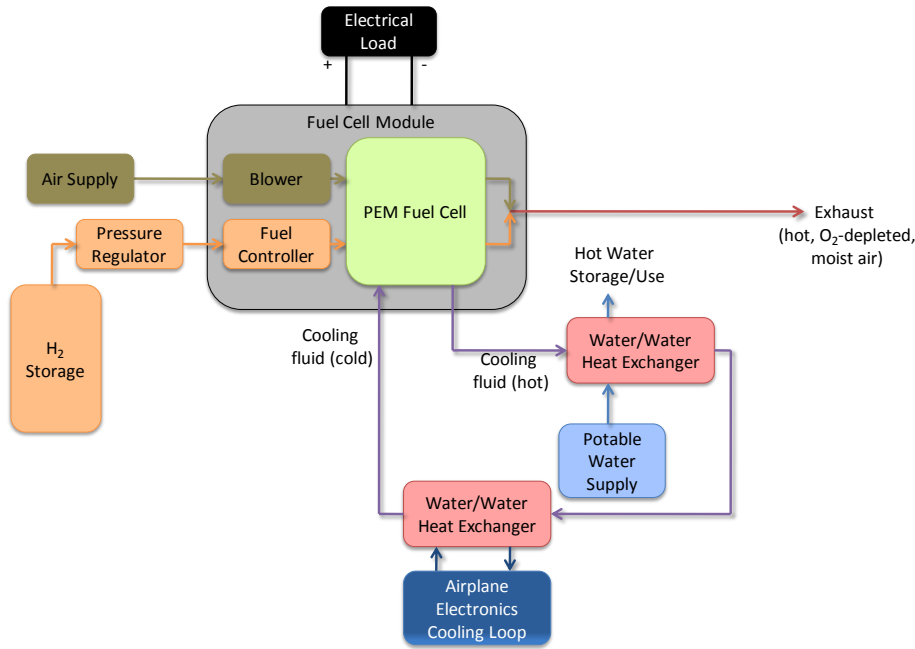 Electrical
Load
+
-
Fuel Cell Module
Air Supply
Blower
PEM Fuel Cell
Pressure
Regulator
Fuel
Controller
Exhaust
(hot, O₂-depleted,
moist air)
Hot Water
Storage/Use
H₂
Storage
Cooling
fluid (cold)
Cooling
fluid (hot)
Water/Water
Heat Exchanger
Potable
Water
Supply
Water/Water
Heat Exchanger
Airplane
Electronics
Cooling Loop